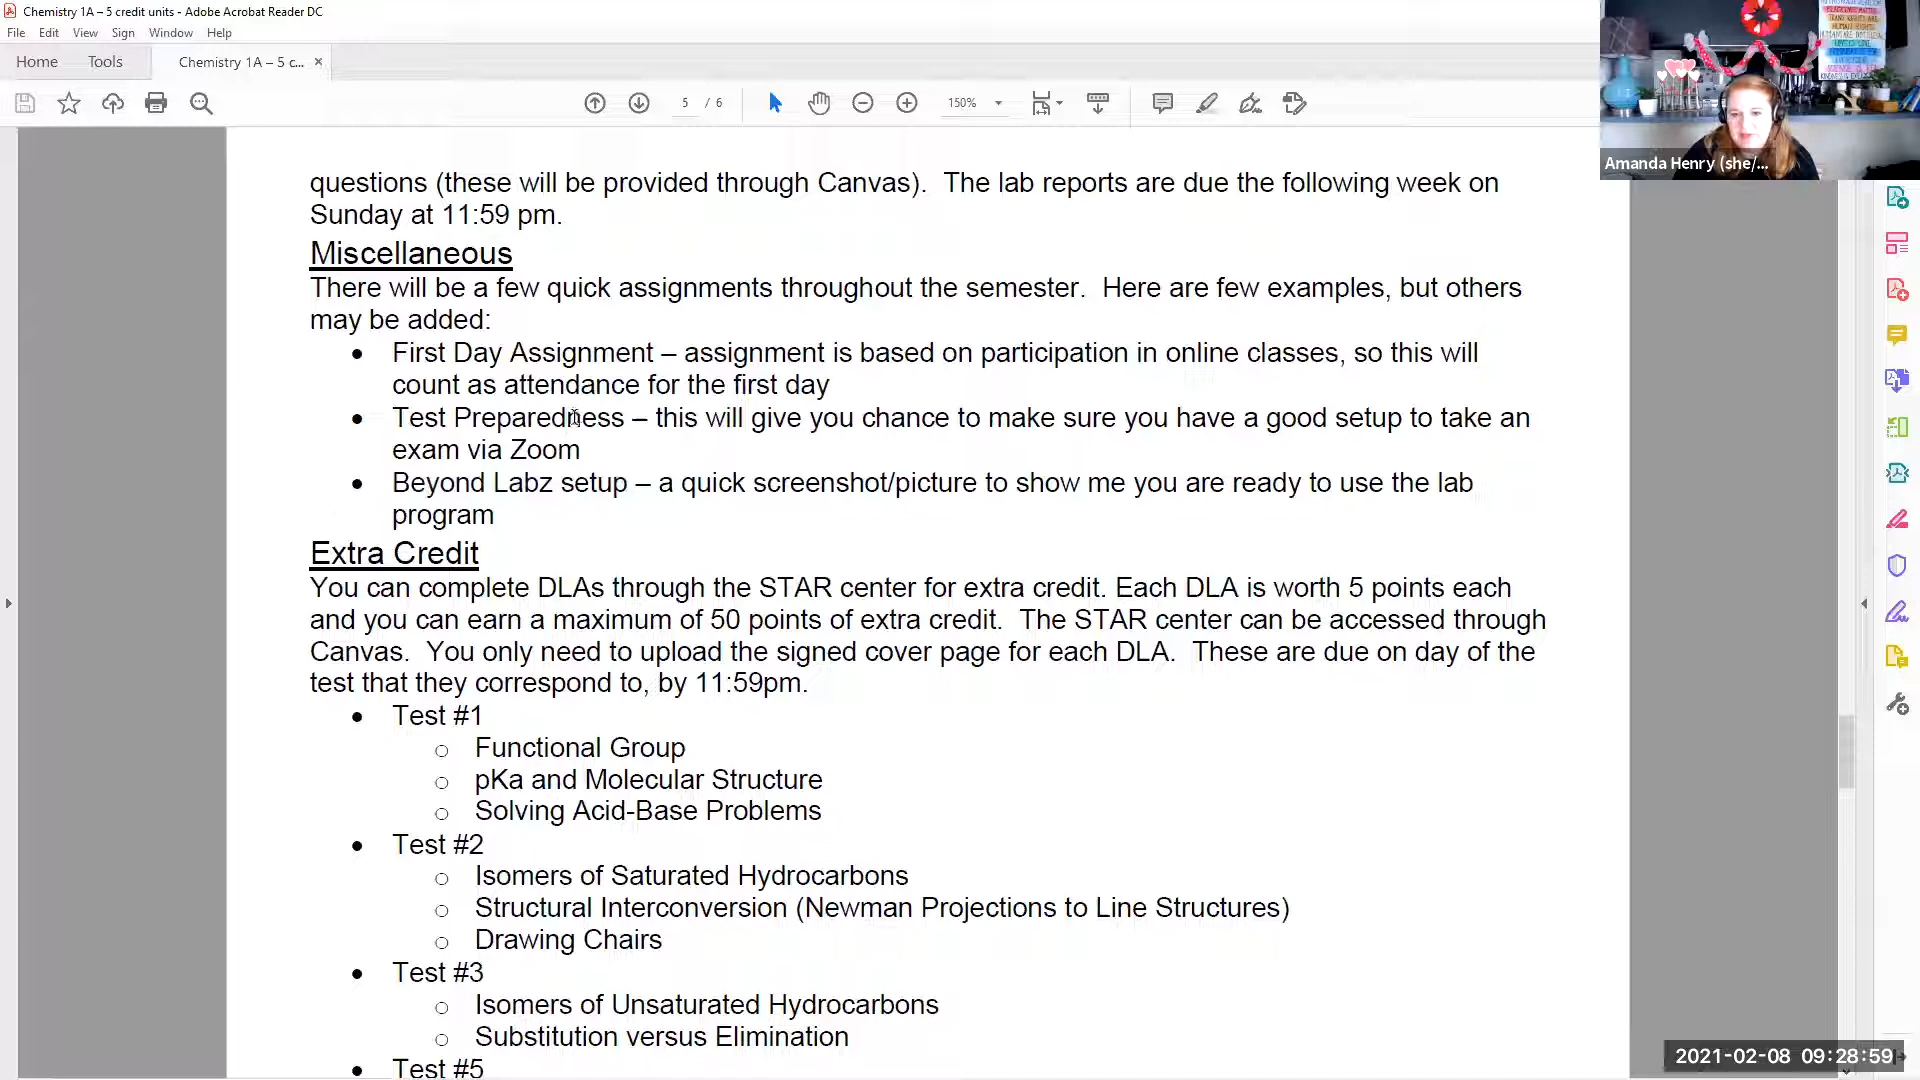 Chemistry 1A – 5 credit units - Adobe Acrobat Reader DC
File Edit View Sign Window Help
Home Tools Chemistry 1A – 5 c... ×
5 / 6 150%
Amanda Henry (she/...
questions (these will be provided through Canvas). The lab reports are due the following week on
Sunday at 11:59 pm.
Miscellaneous
There will be a few quick assignments throughout the semester. Here are few examples, but others
may be added:
• First Day Assignment – assignment is based on participation in online classes, so this will
count as attendance for the first day
• Test Preparedness – this will give you chance to make sure you have a good setup to take an
exam via Zoom
• Beyond Labz setup – a quick screenshot/picture to show me you are ready to use the lab
program
Extra Credit
You can complete DLAs through the STAR center for extra credit. Each DLA is worth 5 points each
and you can earn a maximum of 50 points of extra credit. The STAR center can be accessed through
Canvas. You only need to upload the signed cover page for each DLA. These are due on day of the
test that they correspond to, by 11:59pm.
• Test #1
○ Functional Group
○ pKa and Molecular Structure
○ Solving Acid-Base Problems
• Test #2
○ Isomers of Saturated Hydrocarbons
○ Structural Interconversion (Newman Projections to Line Structures)
○ Drawing Chairs
• Test #3
○ Isomers of Unsaturated Hydrocarbons
○ Substitution versus Elimination
• Test #5
2021-02-08 09:28:59